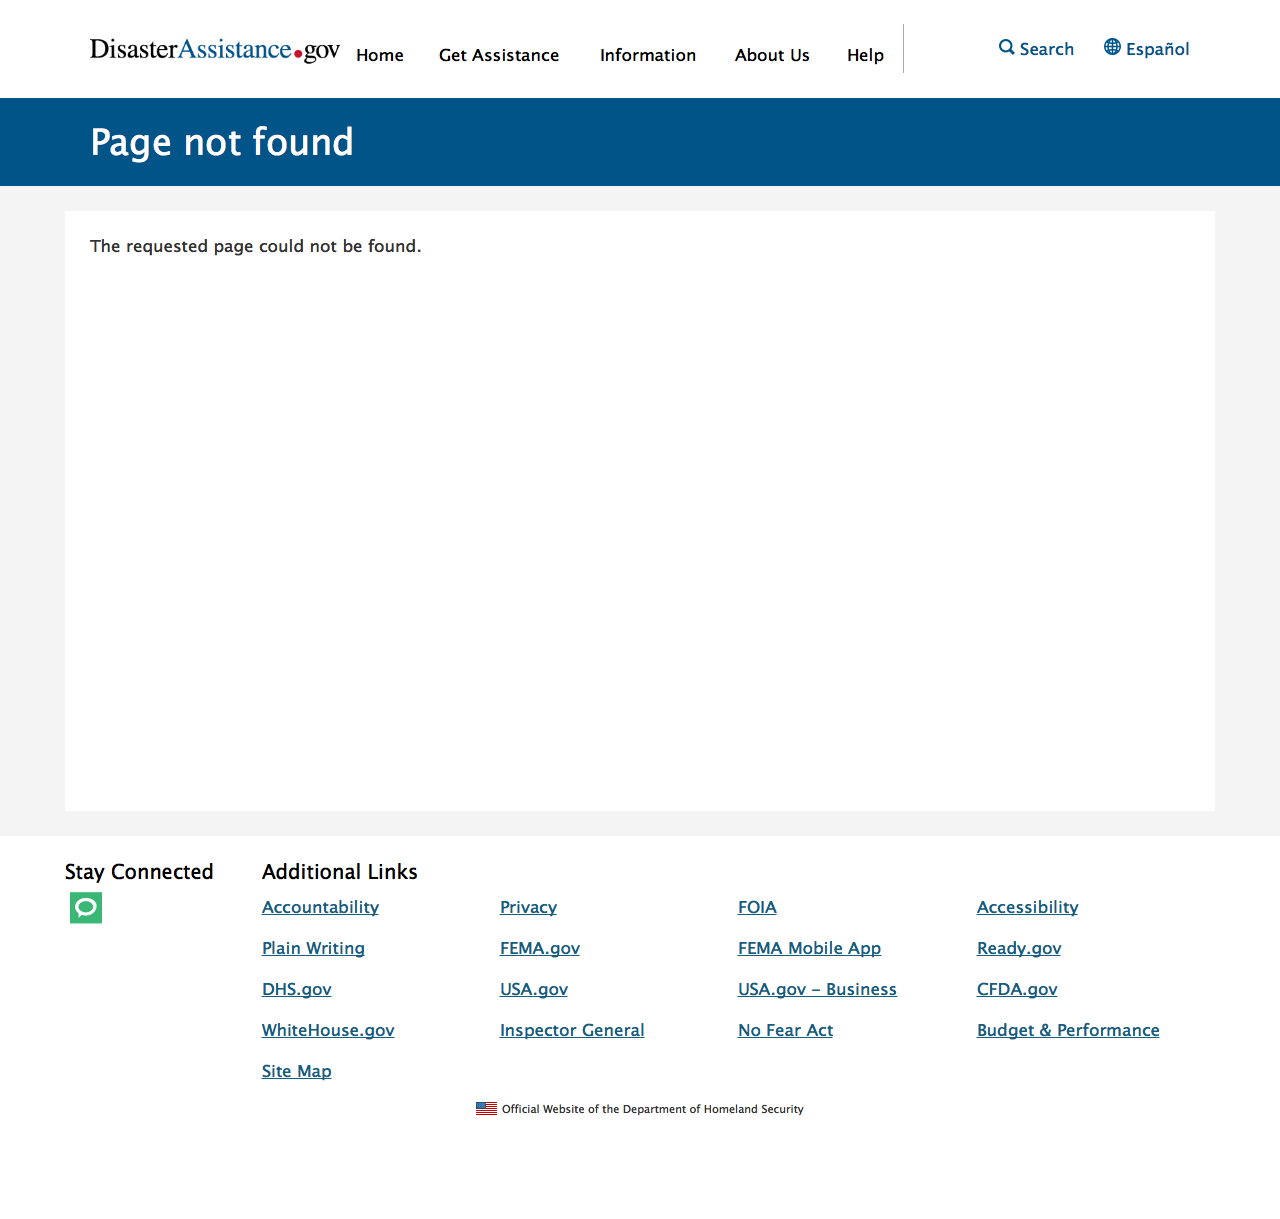 DisasterAssistance.gov Home Get Assistance Information About Us Help Search Español
Page not found
The requested page could not be found.
Stay Connected Additional Links
Accountability Privacy FOIA Accessibility
Plain Writing FEMA.gov FEMA Mobile App Ready.gov
DHS.gov USA.gov USA.gov – Business CFDA.gov
WhiteHouse.gov Inspector General No Fear Act Budget & Performance
Site Map
Official Website of the Department of Homeland Security